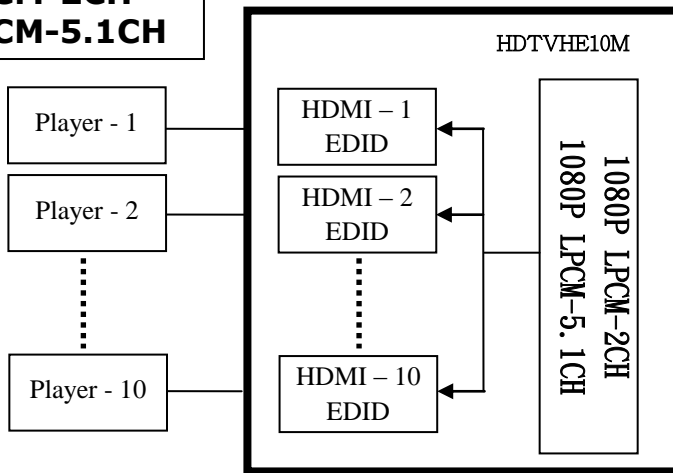 CM-5.1CH
HDTVHE10M
Player - 1
HDMI – 1
EDID
Player - 2
HDMI – 2
EDID
Player - 10
HDMI – 10
EDID
1080P LPCM-2CH
1080P LPCM-5.1CH